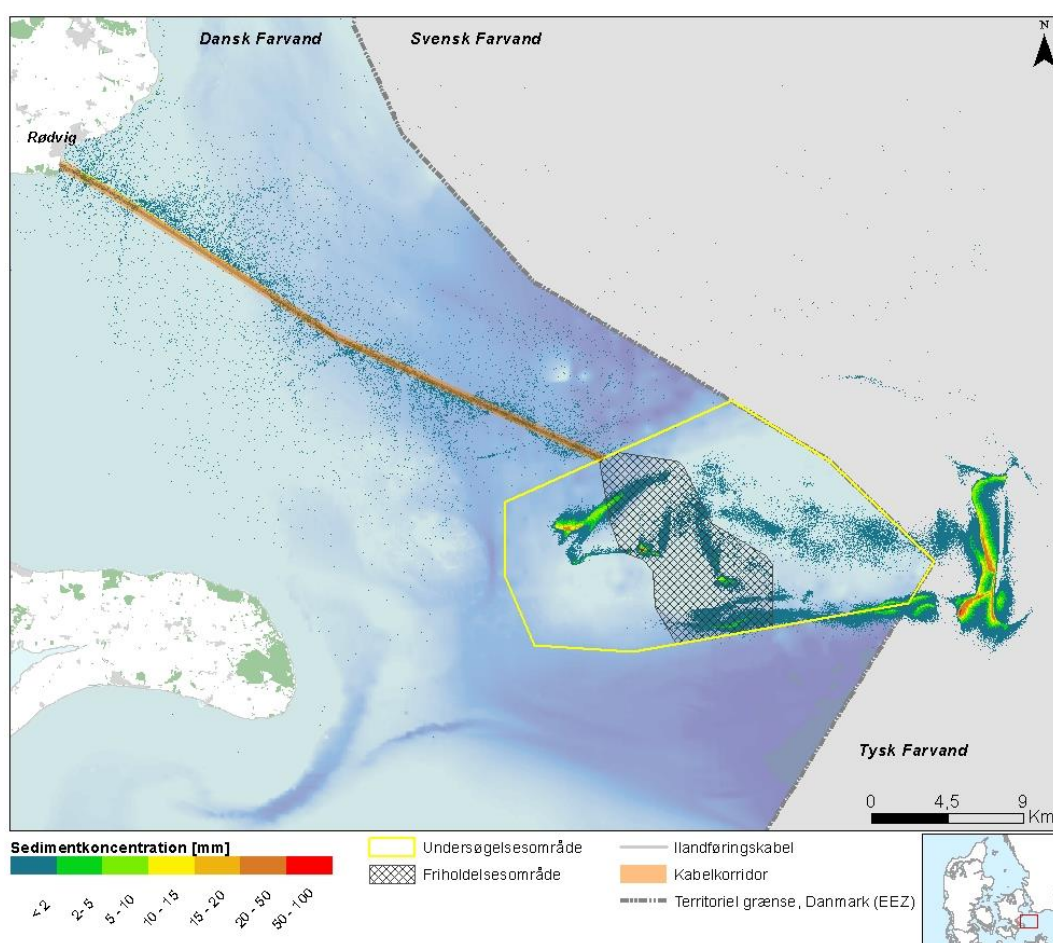 Dansk Farvand
Svensk Farvand
N
Rødvig
Tysk Farvand
0 4,5 9
Km
Sedimentkoncentration [mm]
< 2
2-5
5 - 10
10 - 15
15 - 20
20 - 50
50 - 100
Undersøgelsesområde
Friholdelsesområde
Ilandføringskabel
Kabelkorridor
Territoriel grænse, Danmark (EEZ)